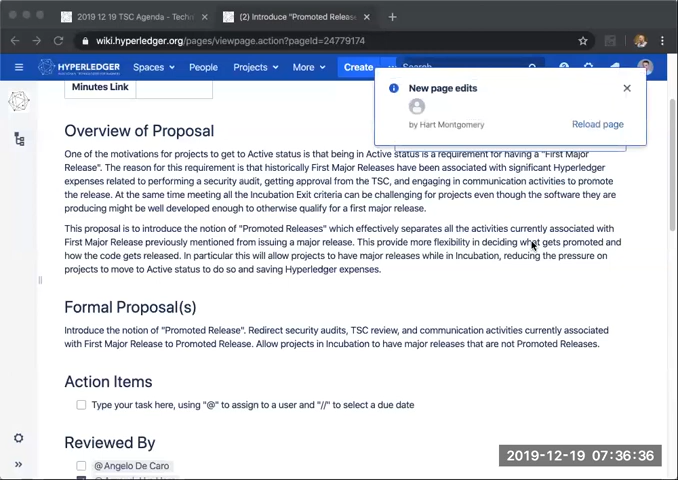 2019 12 19 TSC Agenda - Techn
(2) Introduce "Promoted Releas
wiki.hyperledger.org/pages/viewpage.action?pageId=24779174
HYPERLEDGER
Spaces
People
Projects
More
Create
Search
New page edits
by Hart Montgomery
Reload page
Minutes Link
Overview of Proposal
One of the motivations for projects to get to Active status is that being in Active status is a requirement for having a "First Major
Release". The reason for this requirement is that historically First Major Releases have been associated with significant Hyperledger
expenses related to performing a security audit, getting approval from the TSC, and engaging in communication activities to promote
the release. At the same time meeting all the Incubation Exit criteria can be challenging for projects even though the software they are
producing might be well developed enough to otherwise qualify for a first major release.
This proposal is to introduce the notion of "Promoted Releases" which effectively separates all the activities currently associated with
First Major Release previously mentioned from issuing a major release. This provide more flexibility in deciding what gets promoted and
how the code gets released. In particular this will allow projects to have major releases while in Incubation, reducing the pressure on
projects to move to Active status to do so and saving Hyperledger expenses.
Formal Proposal(s)
Introduce the notion of "Promoted Release". Redirect security audits, TSC review, and communication activities currently associated
with First Major Release to Promoted Release. Allow projects in Incubation to have major releases that are not Promoted Releases.
Action Items
Type your task here, using "@" to assign to a user and "//" to select a due date
Reviewed By
@Angelo De Caro
2019-12-19 07:36:36